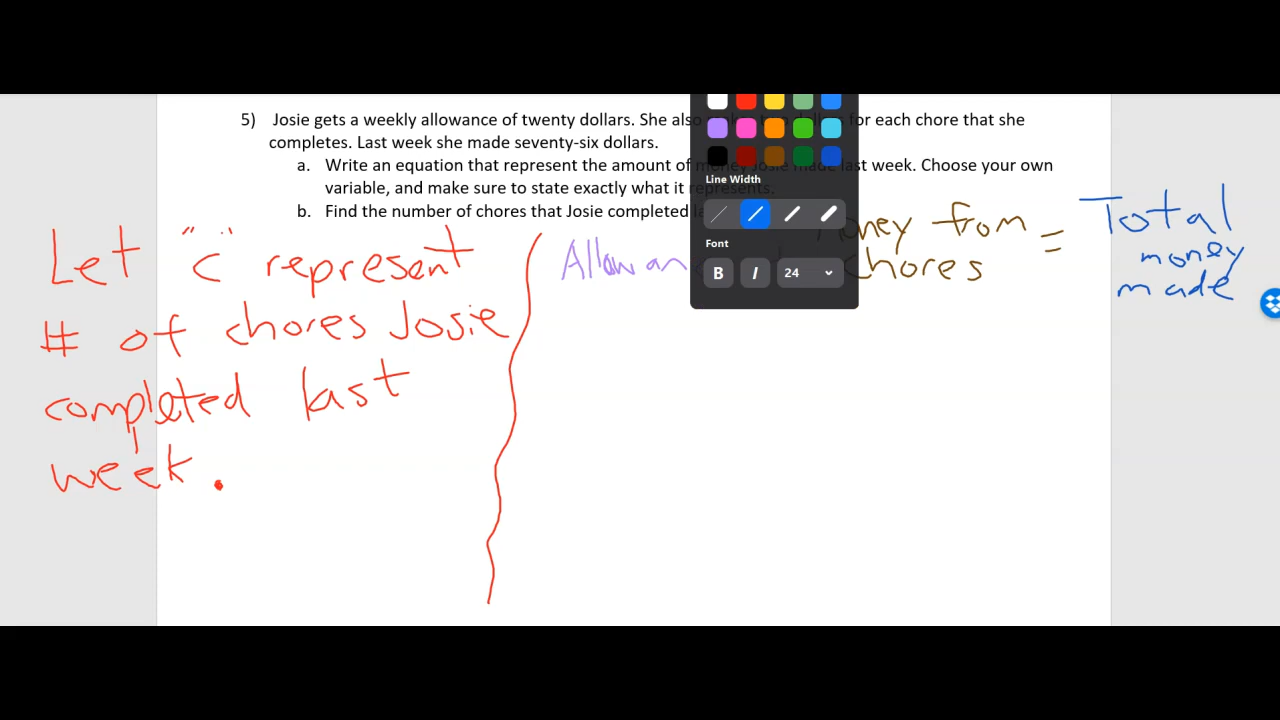 5) Josie gets a weekly allowance of twenty dollars. She also for each chore that she
completes. Last week she made seventy-six dollars.
a. Write an equation that represent the amount of last week. Choose your own
variable, and make sure to state exactly what it
b. Find the number of chores that Josie completed
Let "c" represent
# of chores Josie
completed last
week.
Allowan
money from
chores
=
Total
money
made
Line Width
Font
B I 24